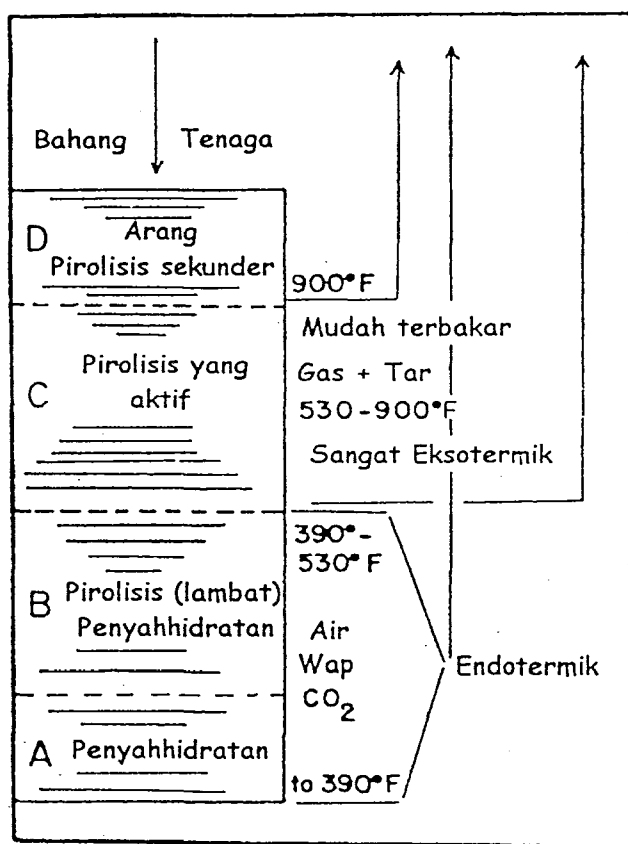 Bahang Tenaga
D
Arang
Pirolisis sekunder
900°F
Mudah terbakar
Gas + Tar
530-900°F
Sangat Eksotermik
C
Pirolisis yang
aktif
390°-
530°F
B
Pirolisis (lambat)
Penyahhidratan
Air
Wap
CO₂
Endotermik
A
Penyahhidratan
to 390°F